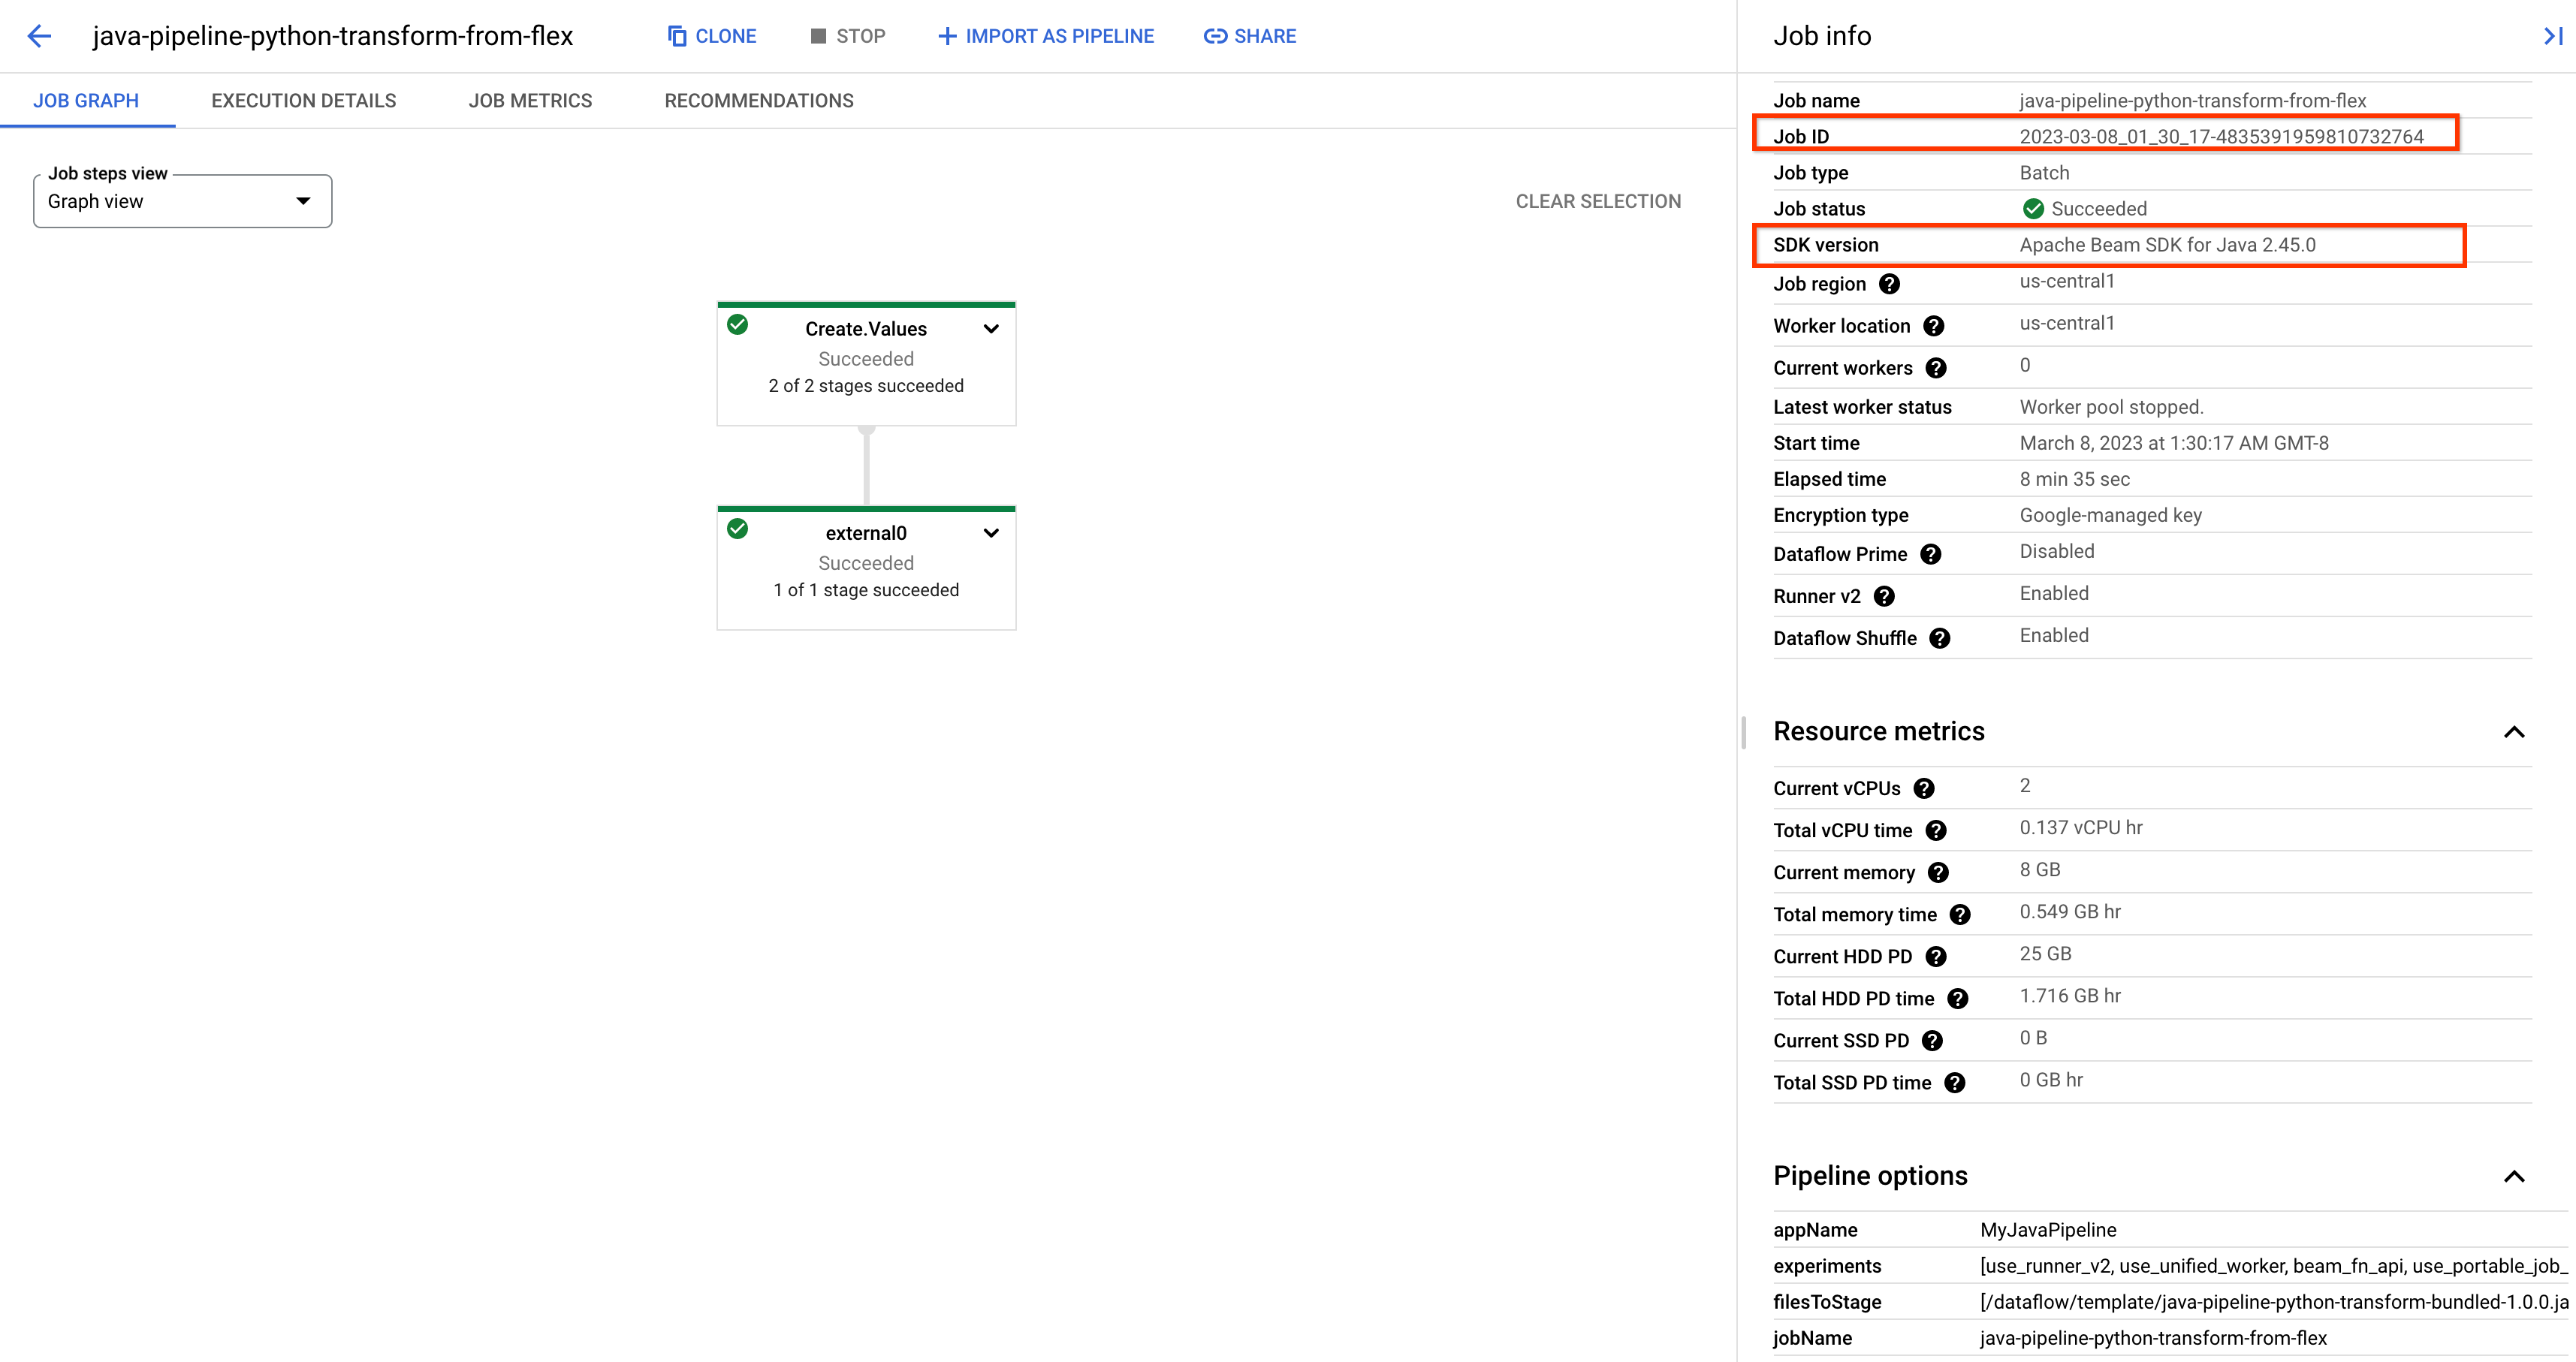 java-pipeline-python-transform-from-flex
CLONE
STOP
IMPORT AS PIPELINE
SHARE
JOB GRAPH
EXECUTION DETAILS
JOB METRICS
RECOMMENDATIONS
Job steps view
Graph view
CLEAR SELECTION
Create.Values
Succeeded
2 of 2 stages succeeded
external0
Succeeded
1 of 1 stage succeeded
Job info
Job name java-pipeline-python-transform-from-flex
Job ID 2023-03-08_01_30_17-4835391959810732764
Job type Batch
Job status Succeeded
SDK version Apache Beam SDK for Java 2.45.0
Job region us-central1
Worker location us-central1
Current workers 0
Latest worker status Worker pool stopped.
Start time March 8, 2023 at 1:30:17 AM GMT-8
Elapsed time 8 min 35 sec
Encryption type Google-managed key
Dataflow Prime Disabled
Runner v2 Enabled
Dataflow Shuffle Enabled
Resource metrics
Current vCPUs 2
Total vCPU time 0.137 vCPU hr
Current memory 8 GB
Total memory time 0.549 GB hr
Current HDD PD 25 GB
Total HDD PD time 1.716 GB hr
Current SSD PD 0 B
Total SSD PD time 0 GB hr
Pipeline options
appName MyJavaPipeline
experiments [use_runner_v2, use_unified_worker, beam_fn_api, use_portable_job_
filesToStage [/dataflow/template/java-pipeline-python-transform-bundled-1.0.0.ja
jobName java-pipeline-python-transform-from-flex